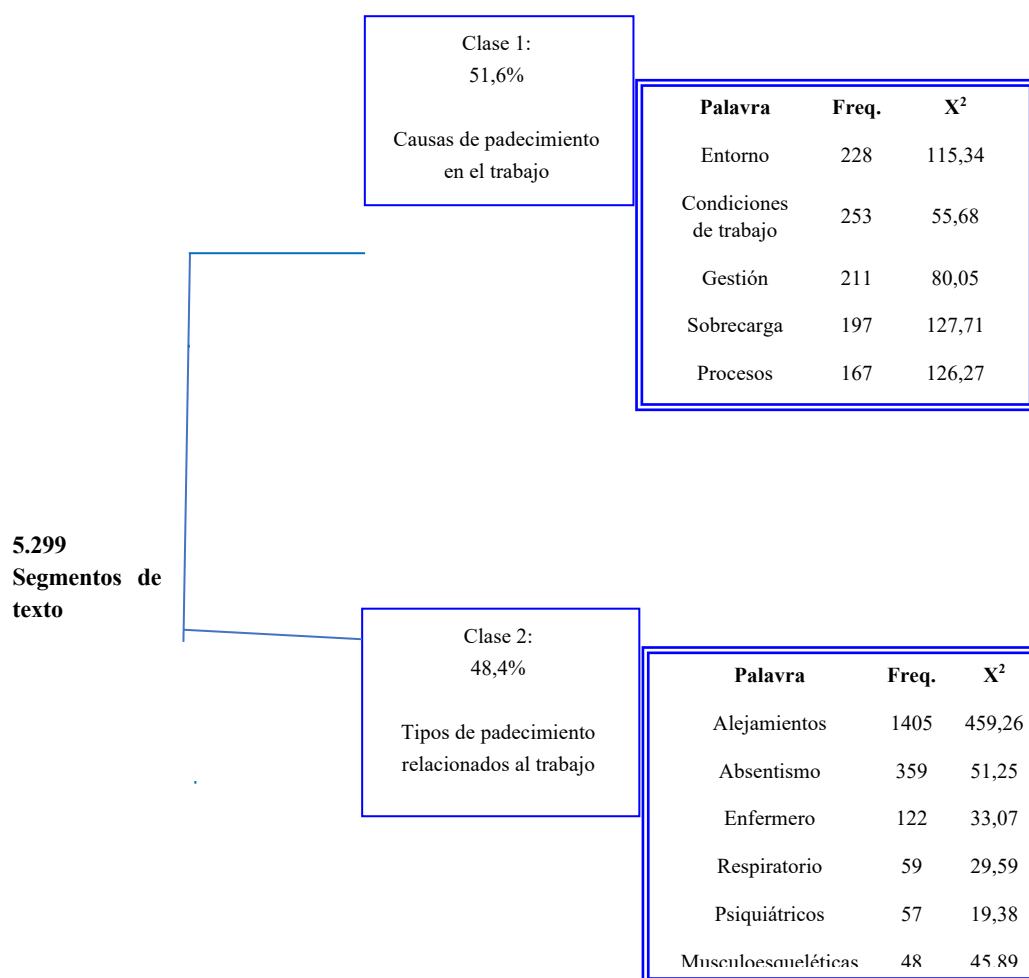 Clase 1:
51,6%
Causas de padecimiento
en el trabajo
Palavra Freq. X²
Entorno 228 115,34
Condiciones
de trabajo 253 55,68
Gestión 211 80,05
Sobrecarga 197 127,71
Procesos 167 126,27
5.299
Segmentos de
texto
Clase 2:
48,4%
Tipos de padecimiento
relacionados al trabajo
Palavra Freq. X²
Alejamientos 1405 459,26
Absentismo 359 51,25
Enfermero 122 33,07
Respiratorio 59 29,59
Psiquiátricos 57 19,38
Musculoesqueléticas 48 45,89